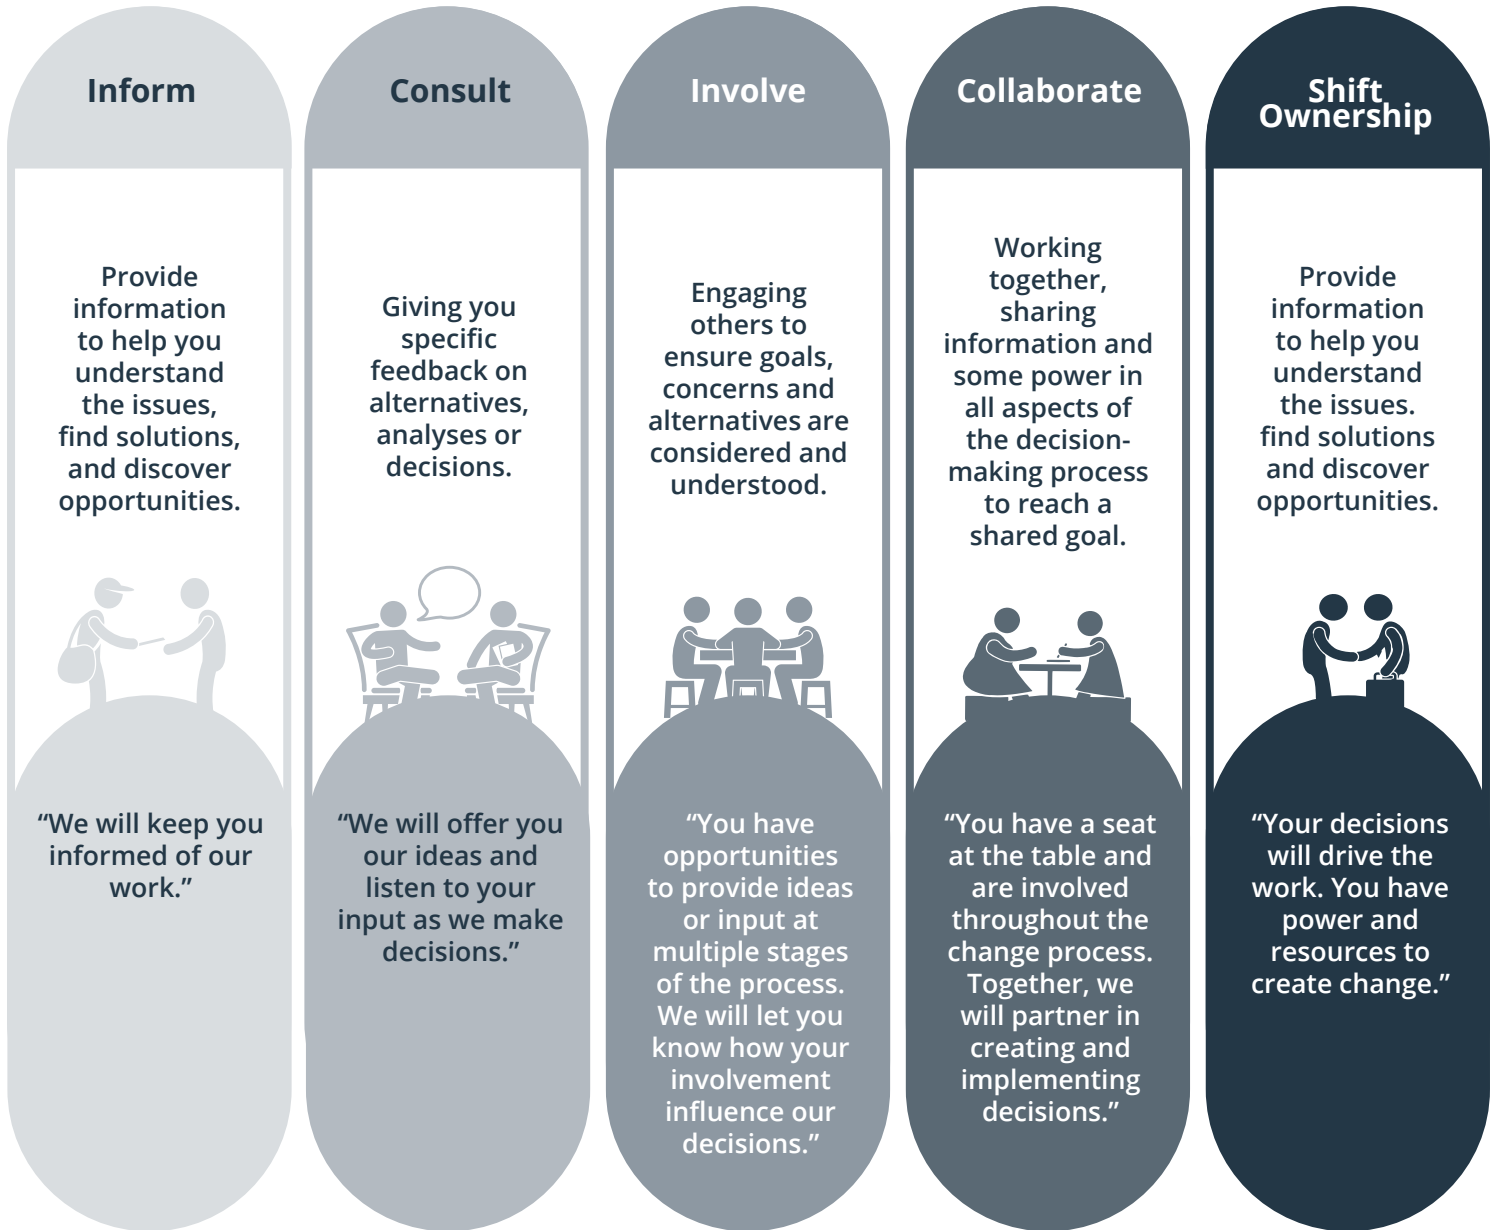 Inform
Provide
information
to help you
understand
the issues,
find solutions,
and discover
opportunities.
“We will keep you
informed of our
work.”
Consult
Giving you
specific
feedback on
alternatives,
analyses or
decisions.
“We will offer you
our ideas and
listen to your
input as we make
decisions.”
Involve
Engaging
others to
ensure goals,
concerns and
alternatives are
considered and
understood.
“You have
opportunities
to provide ideas
or input at
multiple stages
of the process.
We will let you
know how your
involvement
influence our
decisions.”
Collaborate
Working
together,
sharing
information and
some power in
all aspects of
the decision-
making process
to reach a
shared goal.
“You have a seat
at the table and
are involved
throughout the
change process.
Together, we
will partner in
creating and
implementing
decisions.”
Shift
Ownership
Provide
information
to help you
understand
the issues.
find solutions
and discover
opportunities.
“Your decisions
will drive the
work. You have
power and
resources to
create change.”